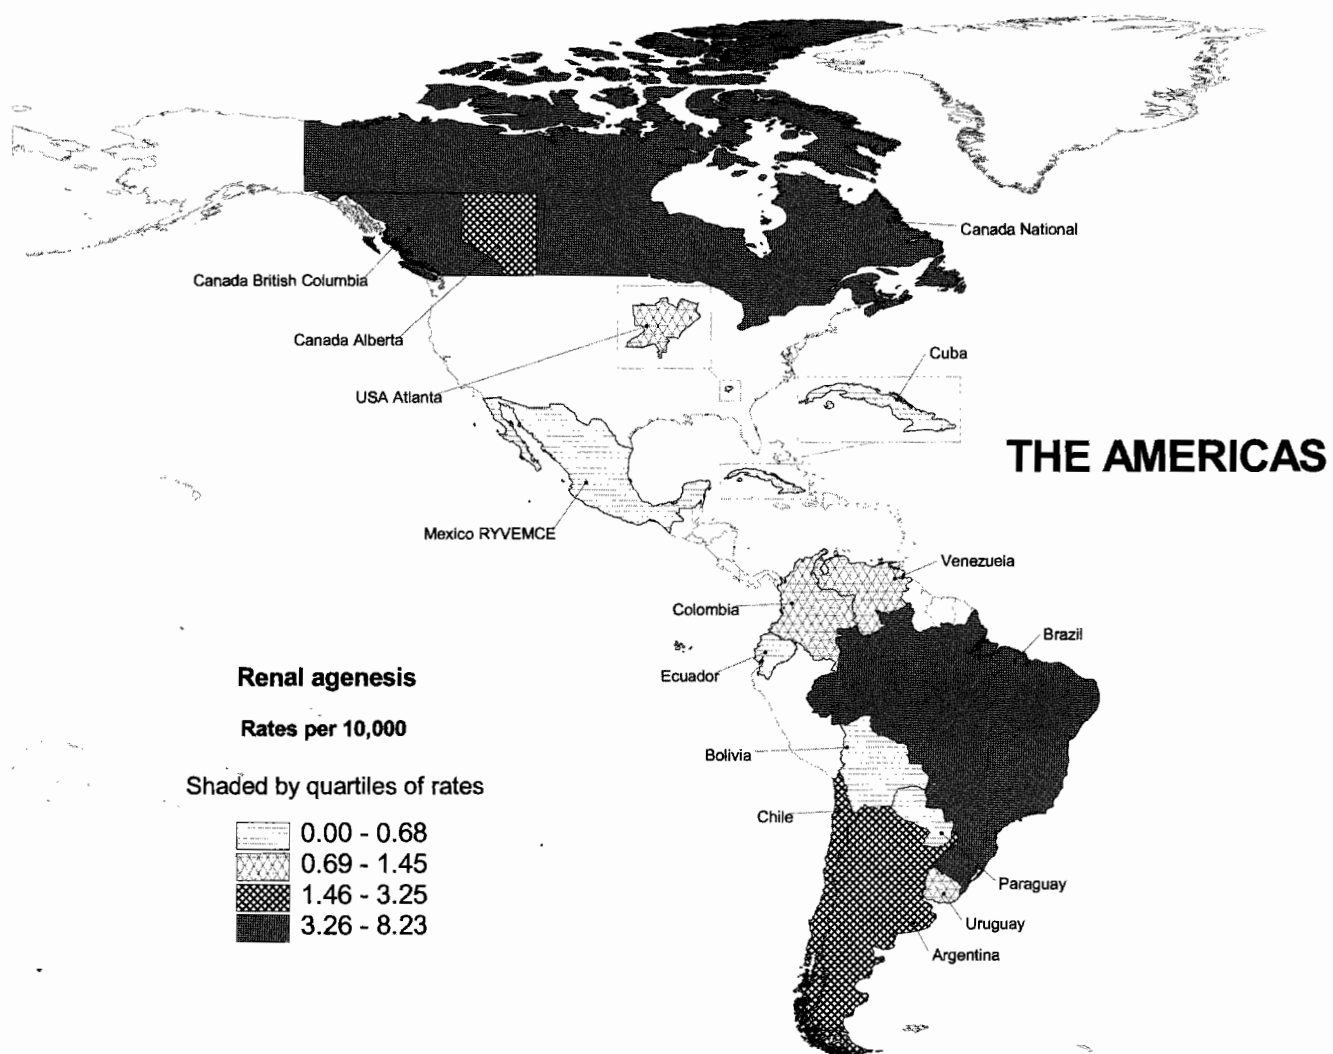 Canada National
Canada British Columbia
Canada Alberta
Cuba
USA Atlanta
THE AMERICAS
Mexico RYVEMCE
Venezuela
Colombia
Brazil
Ecuador
Renal agenesis
Rates per 10,000
Bolivia
Shaded by quartiles of rates
Chile
0.00 - 0.68
0.69 - 1.45
1.46 - 3.25
3.26 - 8.23
Paraguay
Uruguay
Argentina